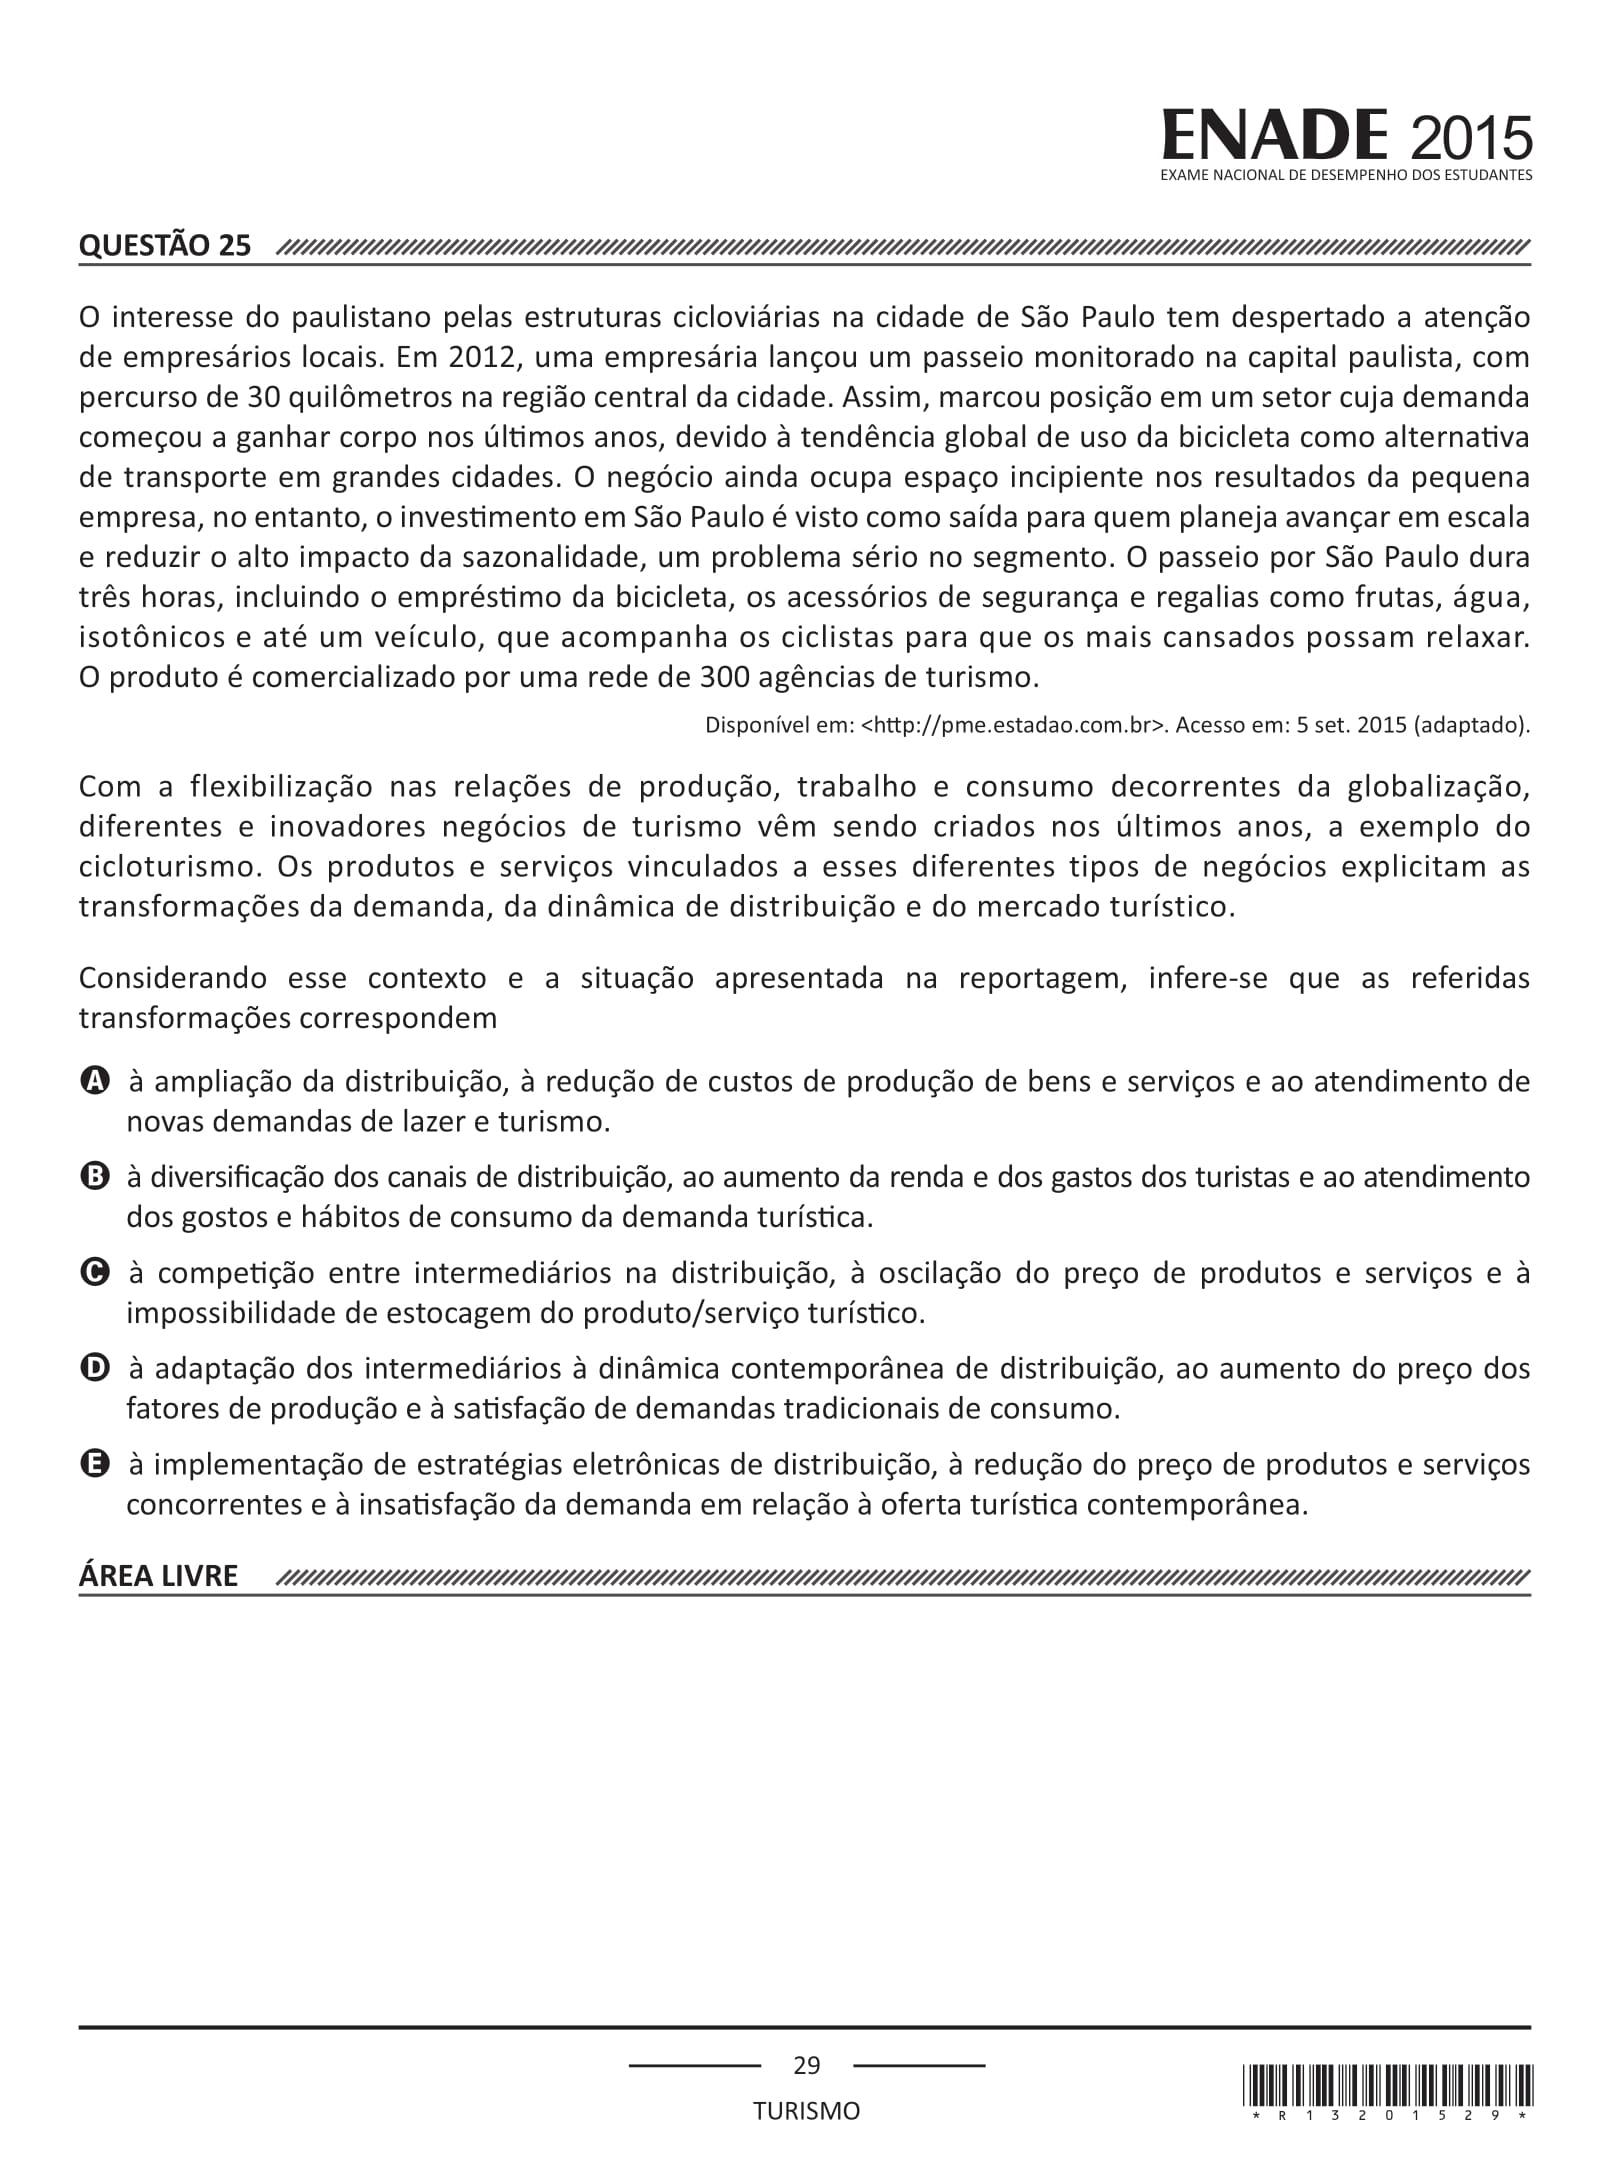 ENADE 2015
EXAME NACIONAL DE DESEMPENHO DOS ESTUDANTES
QUESTÃO 25
O interesse do paulistano pelas estruturas cicloviárias na cidade de São Paulo tem despertado a atenção
de empresários locais. Em 2012, uma empresária lançou um passeio monitorado na capital paulista, com
percurso de 30 quilômetros na região central da cidade. Assim, marcou posição em um setor cuja demanda
começou a ganhar corpo nos últimos anos, devido à tendência global de uso da bicicleta como alternativa
de transporte em grandes cidades. O negócio ainda ocupa espaço incipiente nos resultados da pequena
empresa, no entanto, o investimento em São Paulo é visto como saída para quem planeja avançar em escala
e reduzir o alto impacto da sazonalidade, um problema sério no segmento. O passeio por São Paulo dura
três horas, incluindo o empréstimo da bicicleta, os acessórios de segurança e regalias como frutas, água,
isotônicos e até um veículo, que acompanha os ciclistas para que os mais cansados possam relaxar.
O produto é comercializado por uma rede de 300 agências de turismo.
Disponível em: <http://pme.estadao.com.br>. Acesso em: 5 set. 2015 (adaptado).
Com a flexibilização nas relações de produção, trabalho e consumo decorrentes da globalização,
diferentes e inovadores negócios de turismo vêm sendo criados nos últimos anos, a exemplo do
cicloturismo. Os produtos e serviços vinculados a esses diferentes tipos de negócios explicitam as
transformações da demanda, da dinâmica de distribuição e do mercado turístico.
Considerando esse contexto e a situação apresentada na reportagem, infere-se que as referidas
transformações correspondem
A à ampliação da distribuição, à redução de custos de produção de bens e serviços e ao atendimento de
novas demandas de lazer e turismo.
B à diversificação dos canais de distribuição, ao aumento da renda e dos gastos dos turistas e ao atendimento
dos gostos e hábitos de consumo da demanda turística.
C à competição entre intermediários na distribuição, à oscilação do preço de produtos e serviços e à
impossibilidade de estocagem do produto/serviço turístico.
D à adaptação dos intermediários à dinâmica contemporânea de distribuição, ao aumento do preço dos
fatores de produção e à satisfação de demandas tradicionais de consumo.
E à implementação de estratégias eletrônicas de distribuição, à redução do preço de produtos e serviços
concorrentes e à insatisfação da demanda em relação à oferta turística contemporânea.
ÁREA LIVRE
29
TURISMO
* R 1 3 2 0 1 5 2 9 *